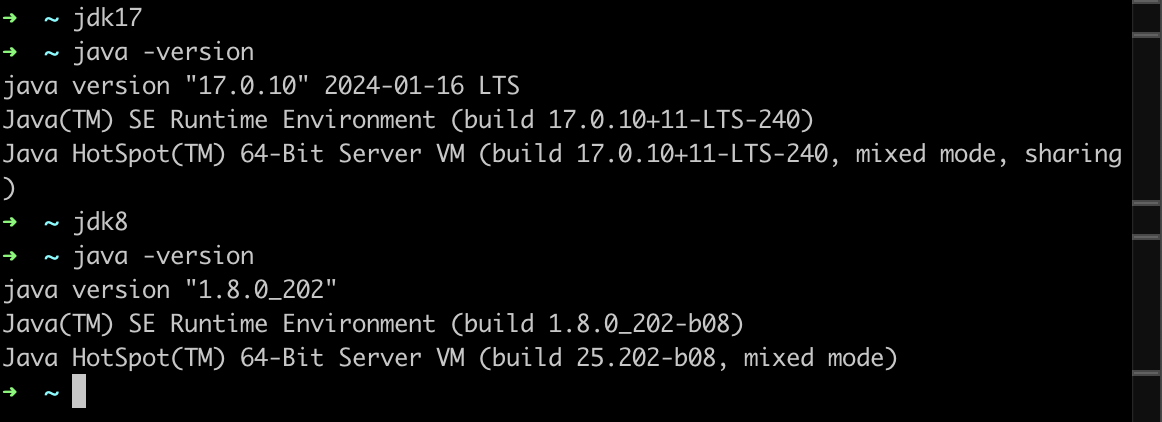 ➜ ~ jdk17
➜ ~ java -version
java version "17.0.10" 2024-01-16 LTS
Java(TM) SE Runtime Environment (build 17.0.10+11-LTS-240)
Java HotSpot(TM) 64-Bit Server VM (build 17.0.10+11-LTS-240, mixed mode, sharing
)
➜ ~ jdk8
➜ ~ java -version
java version "1.8.0_202"
Java(TM) SE Runtime Environment (build 1.8.0_202-b08)
Java HotSpot(TM) 64-Bit Server VM (build 25.202-b08, mixed mode)
➜ ~